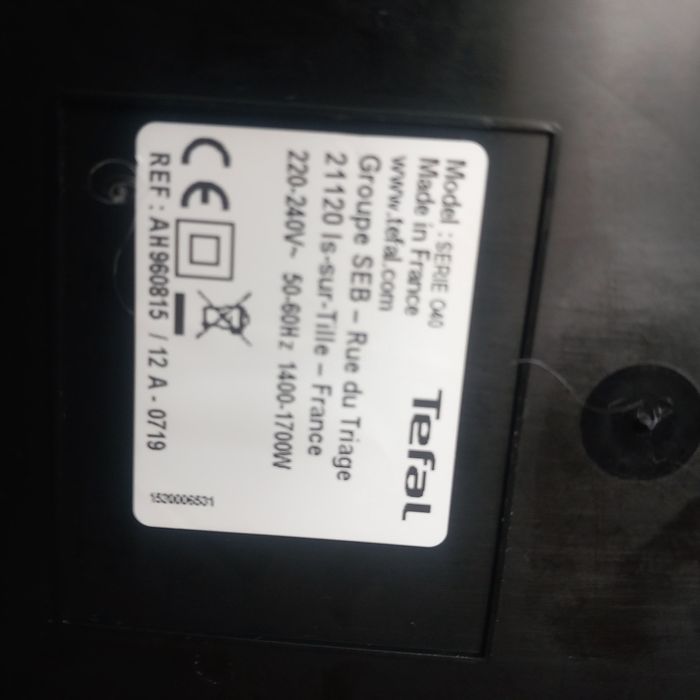 Tefal
Model : SERIE O40
Made in France
www.tefal.com
Groupe SEB – Rue du Triage
21120 Is-sur-Tille – France
220-240V~ 50-60Hz 1400-1700W
CE
REF : AH960815 / 12 A - 0719
1520006531